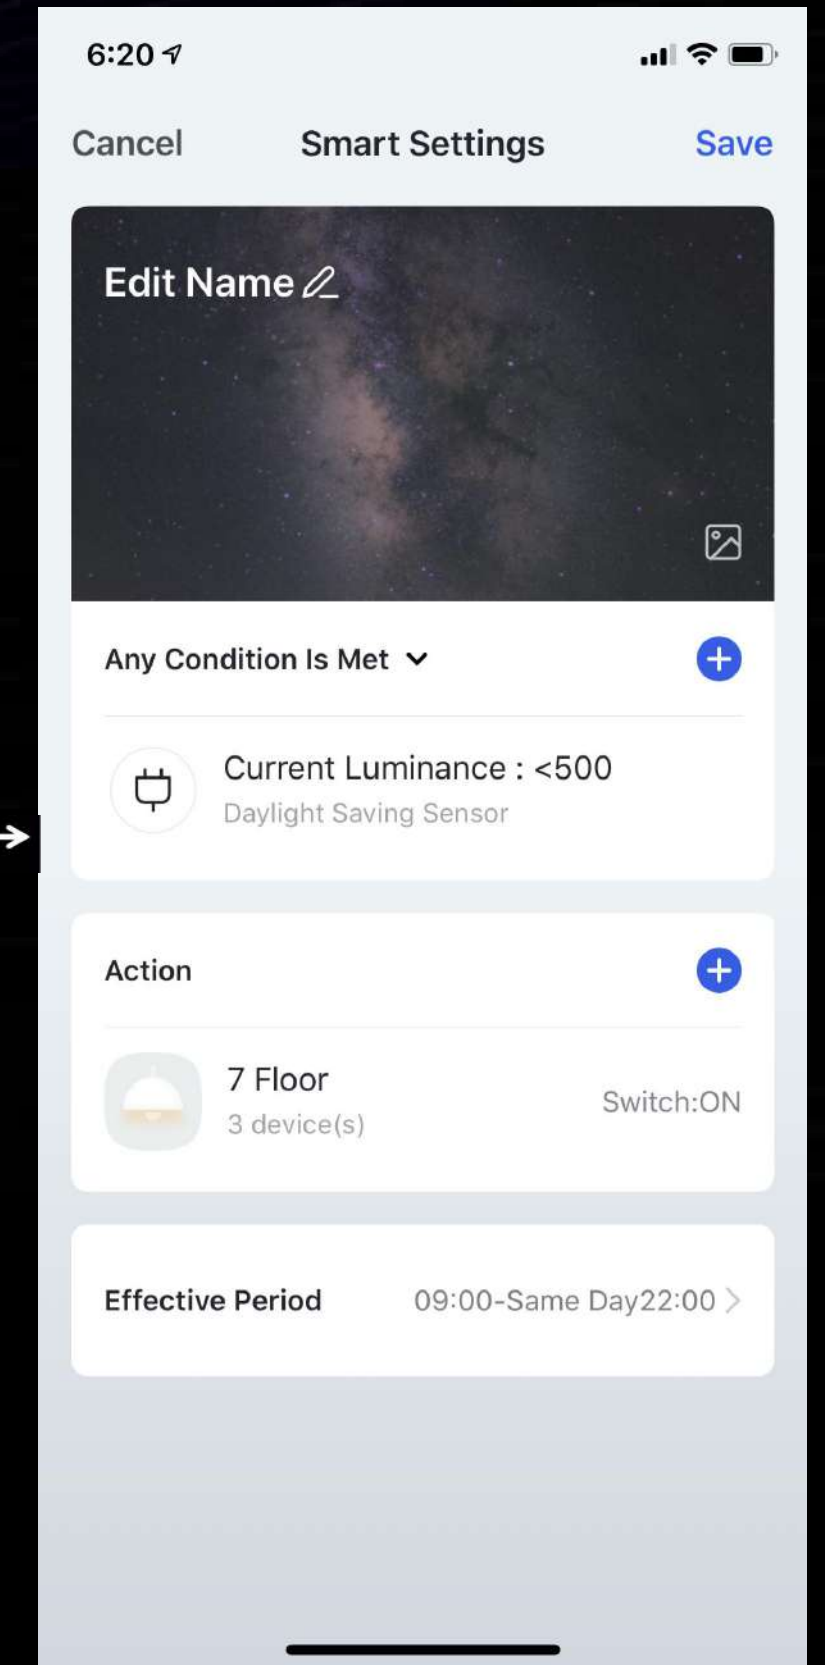 6:20
Cancel Smart Settings Save
Edit Name
Any Condition Is Met
Current Luminance : <500
Daylight Saving Sensor
Action
7 Floor
3 device(s)
Switch:ON
Effective Period 09:00-Same Day22:00